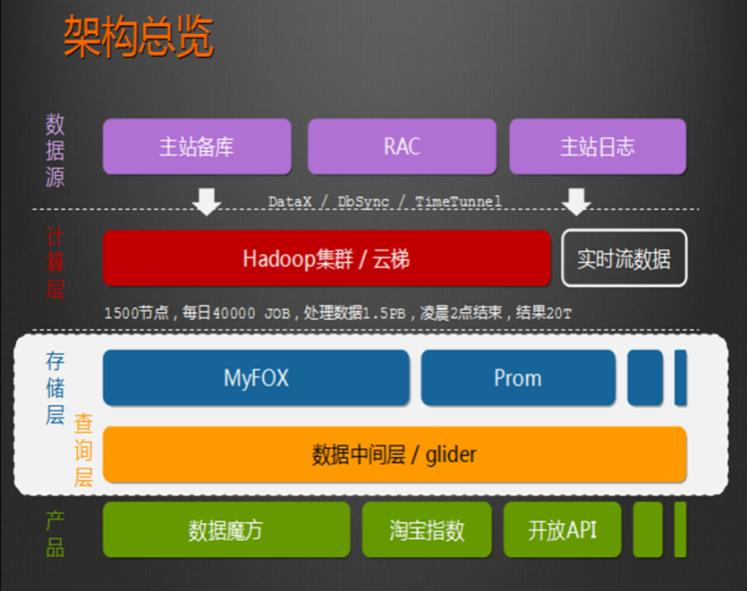 架构总览
数据源
主站备库
RAC
主站日志
DataX / DbSync / TimeTunnel
计算层
Hadoop集群 / 云梯
实时流数据
1500节点，每日40000 JOB，处理数据1.5PB，凌晨2点结束，结果20T
存储层
MyFOX
Prom
查询层
数据中间层 / glider
产品
数据魔方
淘宝指数
开放API